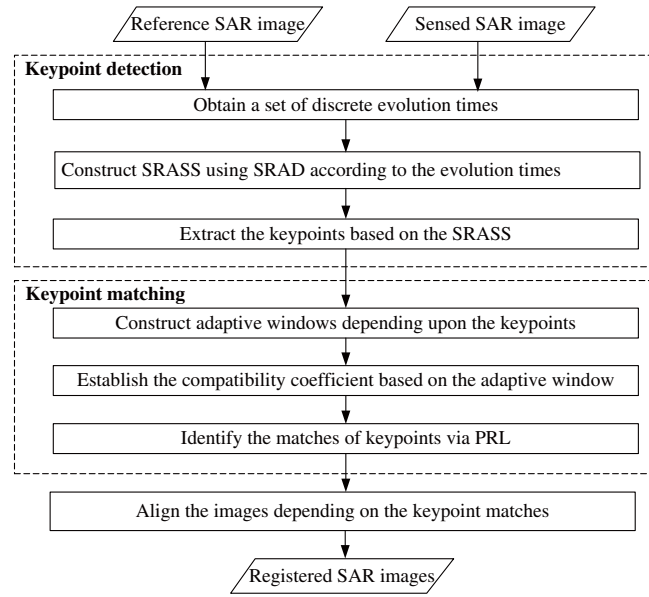 Reference SAR image
Sensed SAR image
Keypoint detection
Obtain a set of discrete evolution times
Construct SRASS using SRAD according to the evolution times
Extract the keypoints based on the SRASS
Keypoint matching
Construct adaptive windows depending upon the keypoints
Establish the compatibility coefficient based on the adaptive window
Identify the matches of keypoints via PRL
Align the images depending on the keypoint matches
Registered SAR images